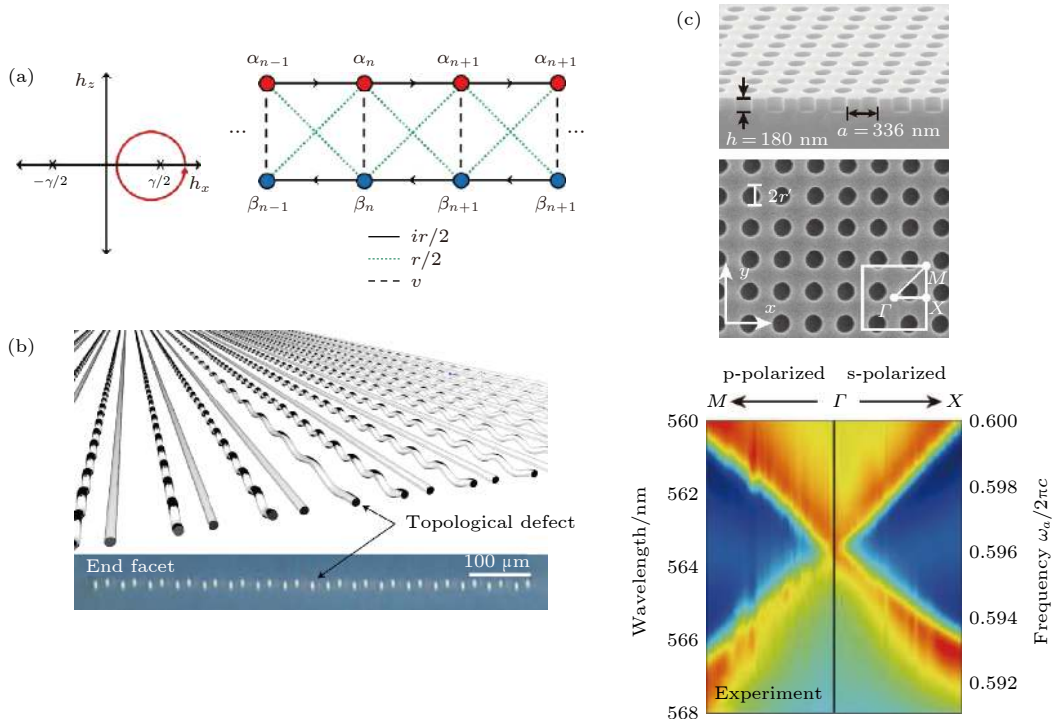 (a)
h_z
h_x
−γ/2
γ/2
α_{n−1} α_n α_{n+1} α_{n+1}
... ...
β_{n−1} β_n β_{n+1} β_{n+1}
ir/2
r/2
v
(b)
Topological defect
End facet
100 μm
(c)
h = 180 nm
a = 336 nm
2r
y
x
M
Γ
X
p-polarized s-polarized
M Γ X
Wavelength/nm
560
562
564
566
568
0.600
0.598
0.596
0.594
0.592
Frequency ω_a/2πc
Experiment